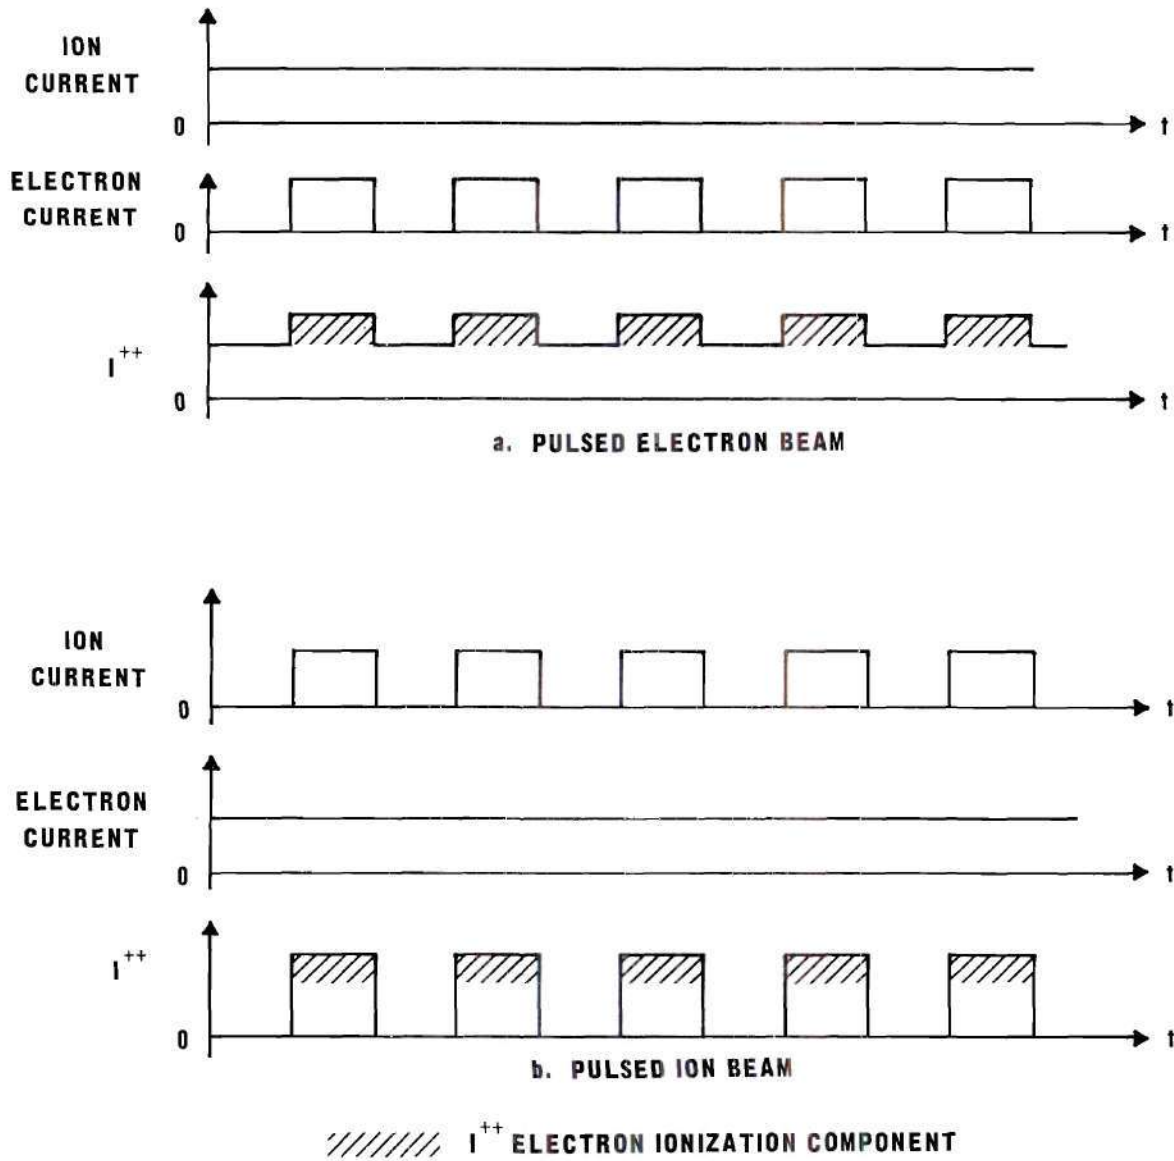 ION
CURRENT
0
t
ELECTRON
CURRENT
0
t
I++
0
t
a. PULSED ELECTRON BEAM
ION
CURRENT
0
t
ELECTRON
CURRENT
0
t
I++
0
t
b. PULSED ION BEAM
I++ ELECTRON IONIZATION COMPONENT